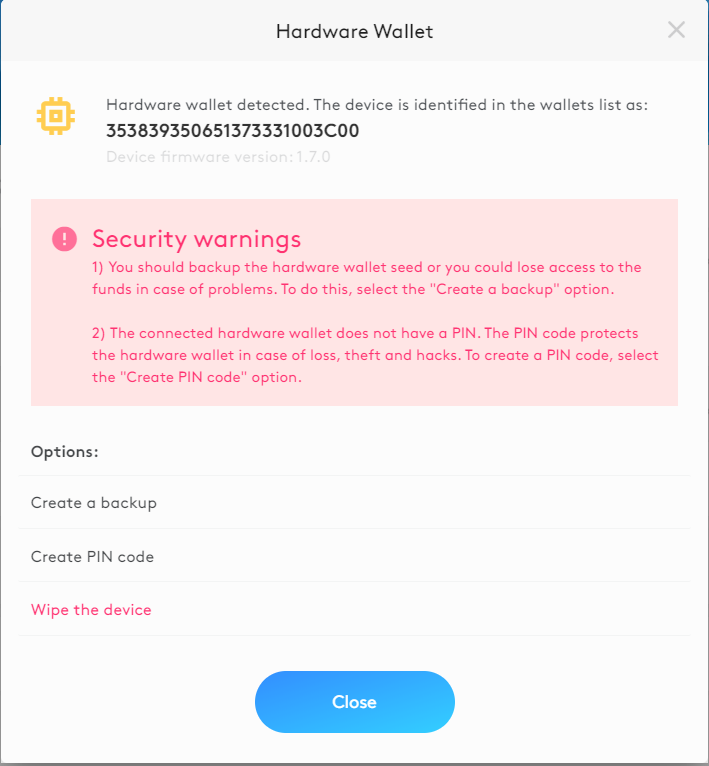 Hardware Wallet
Hardware wallet detected. The device is identified in the wallets list as:
353839350651373331003C00
Device firmware version: 1.7.0
Security warnings
1) You should backup the hardware wallet seed or you could lose access to the
funds in case of problems. To do this, select the "Create a backup" option.
2) The connected hardware wallet does not have a PIN. The PIN code protects
the hardware wallet in case of loss, theft and hacks. To create a PIN code, select
the "Create PIN code" option.
Options:
Create a backup
Create PIN code
Wipe the device
Close